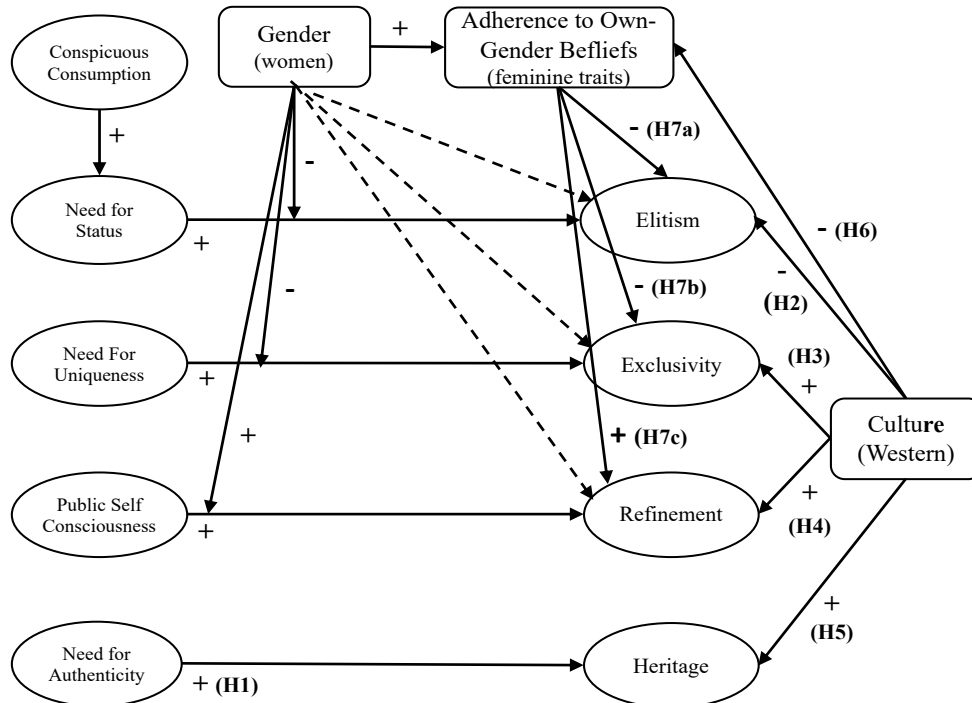 Conspicuous
Consumption
Gender
(women)
+
Adherence to Own-
Gender Befliefs
(feminine traits)
+
- (H7a)
Need for
Status
+
-
Elitism
- (H6)
-
(H2)
- (H7b)
-
Need For
Uniqueness
+
Exclusivity
(H3)
+
Culture
(Western)
+
+ (H7c)
Public Self
Consciousness
+
Refinement
+
(H4)
Need for
Authenticity
+ (H1)
Heritage
+
(H5)